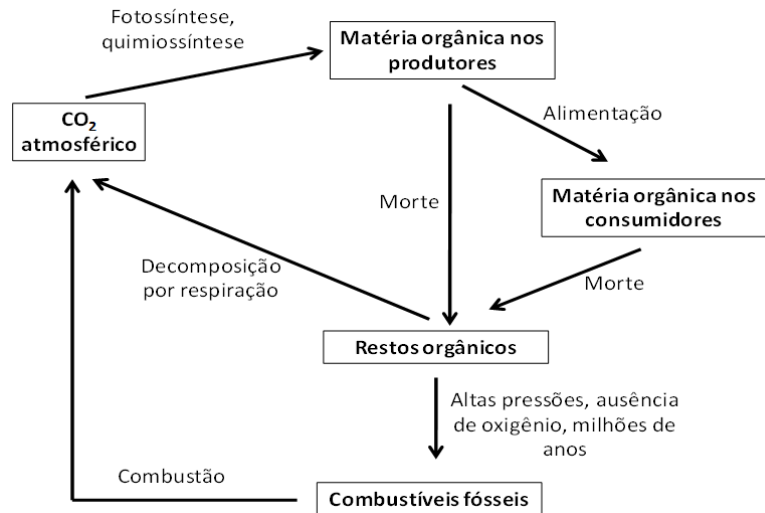 Fotossíntese,
quimiossíntese
Matéria orgânica nos
produtores
CO₂
atmosférico
Alimentação
Matéria orgânica nos
consumidores
Morte
Decomposição
por respiração
Morte
Restos orgânicos
Altas pressões, ausência
de oxigênio, milhões de
anos
Combustão
Combustíveis fósseis